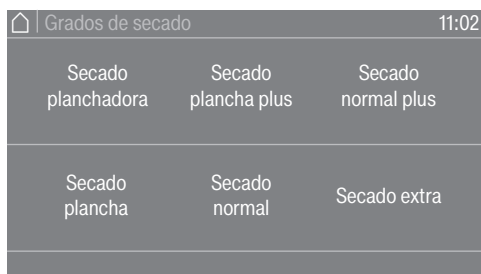 Grados de secado 11:02
Secado planchadora
Secado plancha plus
Secado normal plus
Secado plancha
Secado normal
Secado extra